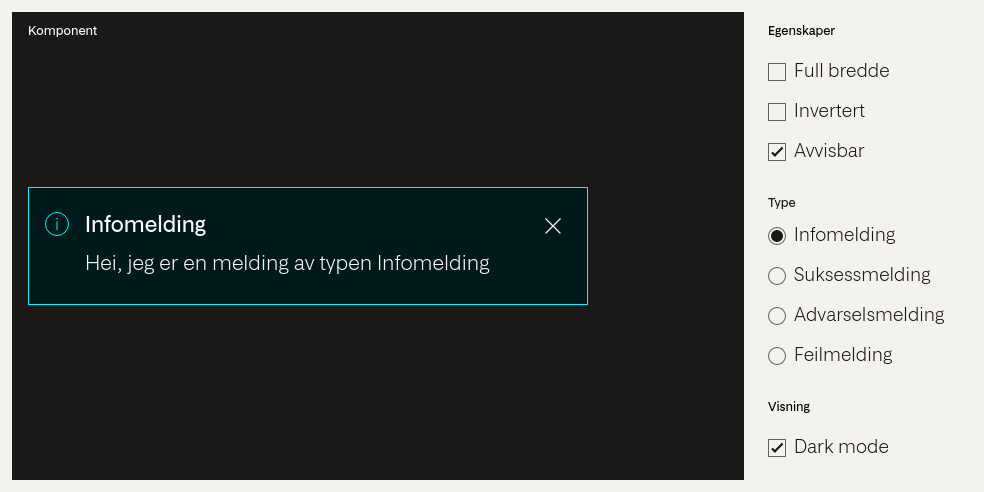 Komponent
Infomelding
Hei, jeg er en melding av typen Infomelding
Egenskaper
Full bredde
Invertert
Avvisbar
Type
Infomelding
Suksessmelding
Advarselsmelding
Feilmelding
Visning
Dark mode